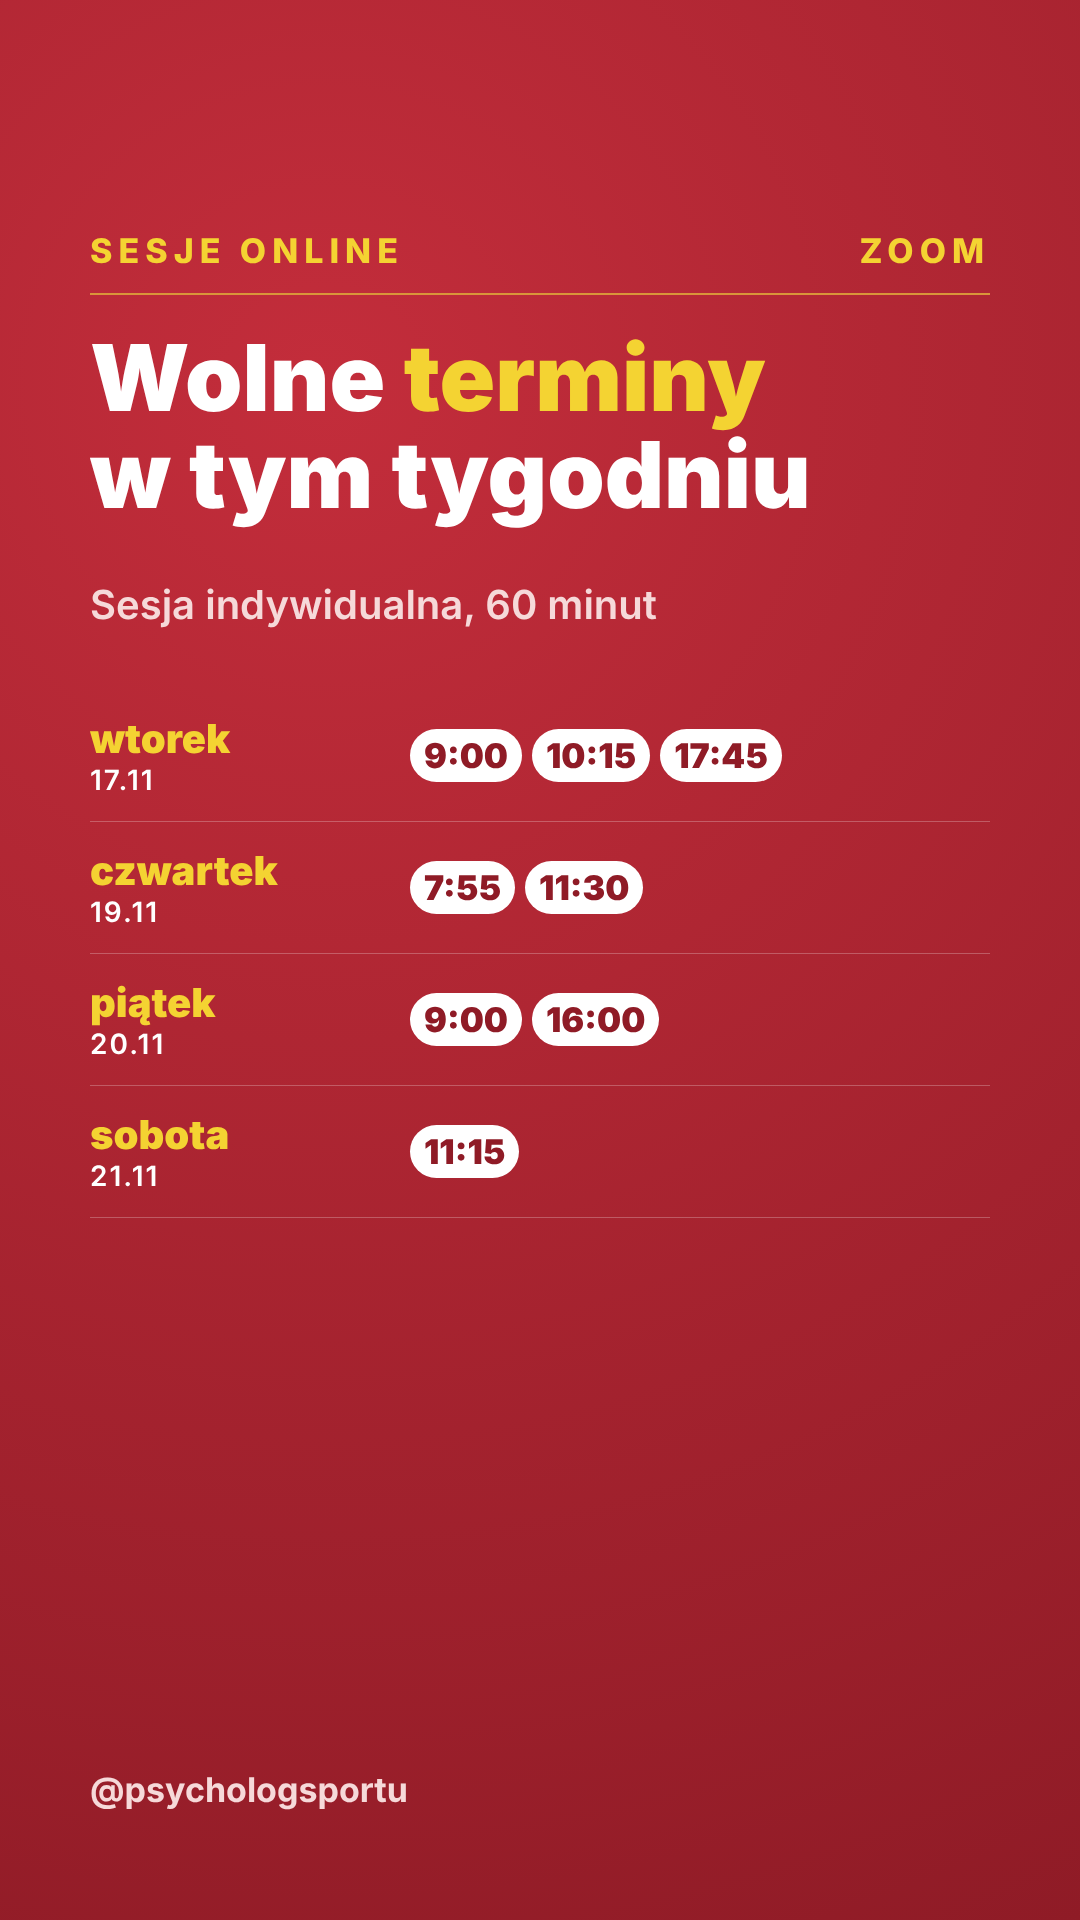 SESJE ONLINE ZOOM
Wolne terminy
w tym tygodniu
Sesja indywidualna, 60 minut
wtorek
17.11
9:00 10:15 17:45
czwartek
19.11
7:55 11:30
piątek
20.11
9:00 16:00
sobota
21.11
11:15
@psychologsportu